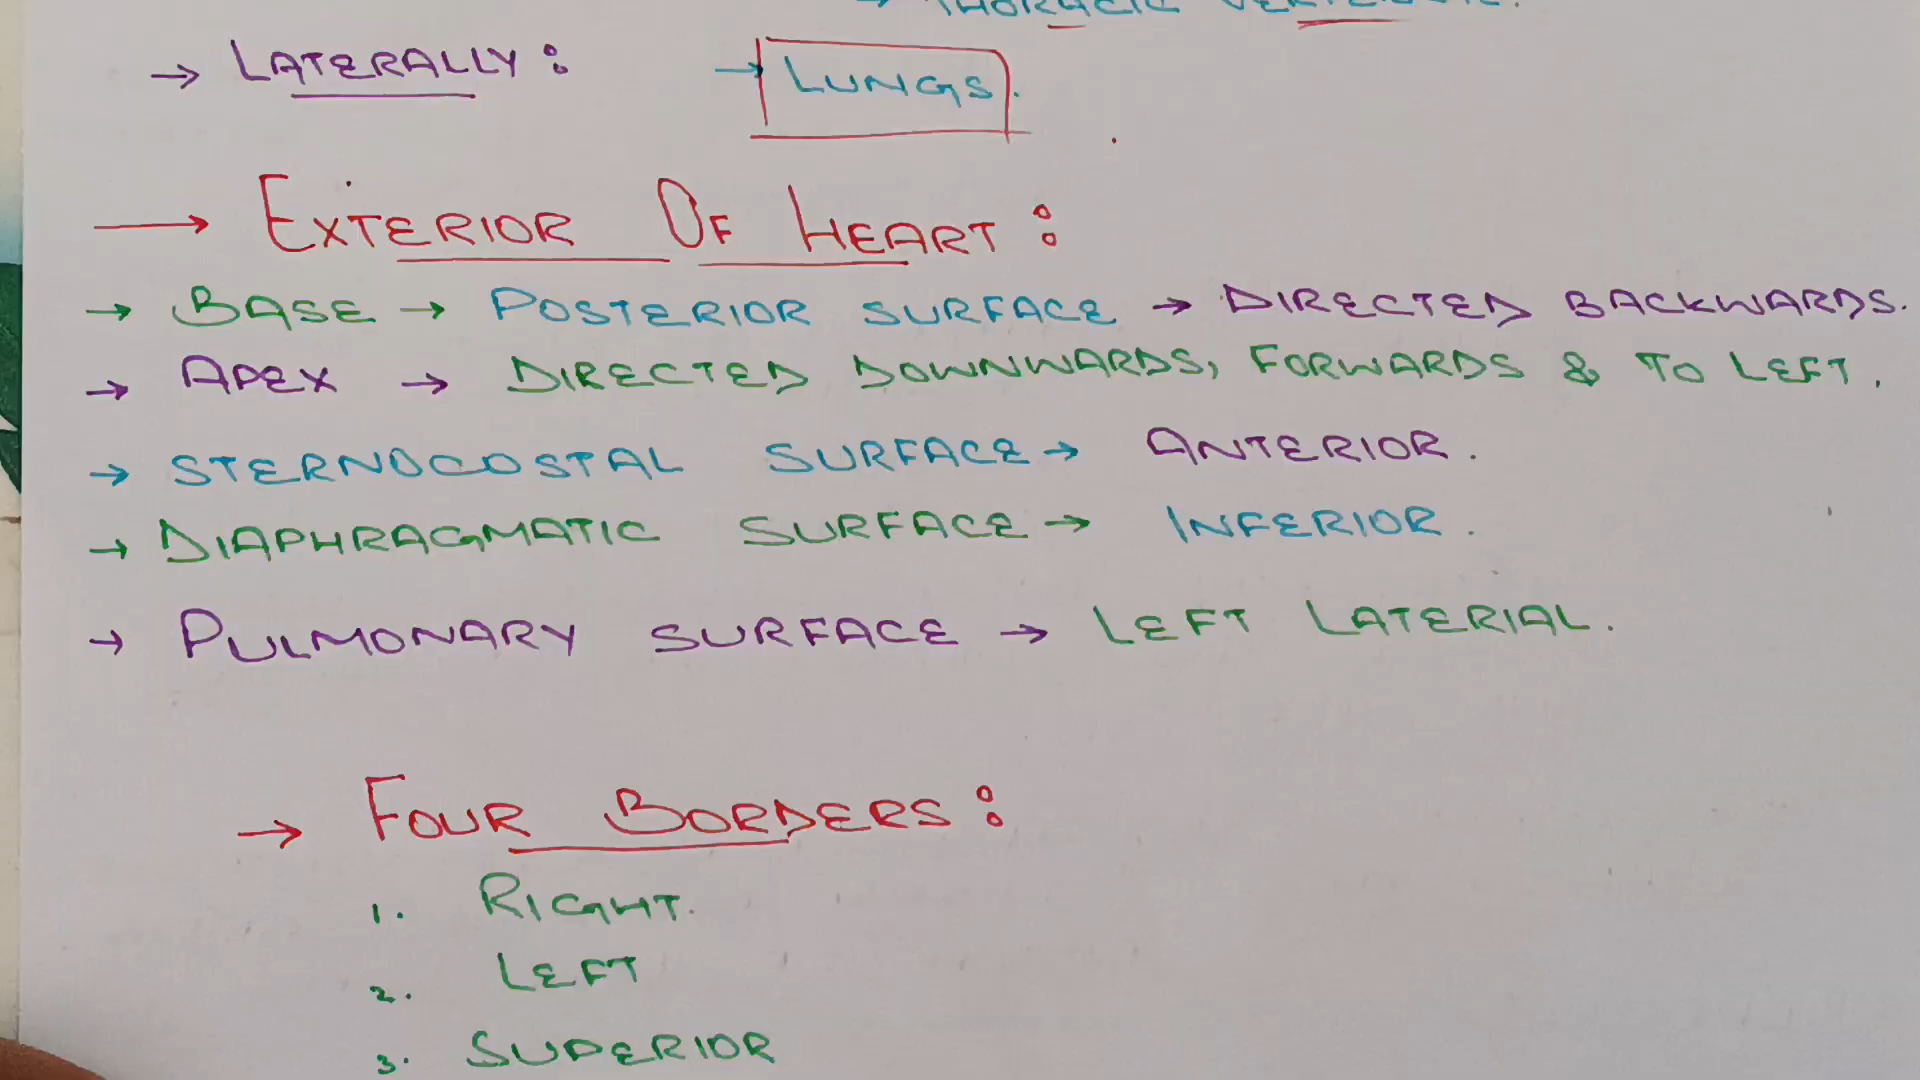 → THORACIC
→ LATERALLY: → LUNGS.
→ EXTERIOR OF HEART:
→ BASE → POSTERIOR SURFACE → DIRECTED BACKWARDS.
→ APEX → DIRECTED DOWNWARDS, FORWARDS & TO LEFT.
→ STERNOCOSTAL SURFACE → ANTERIOR.
→ DIAPHRAGMATIC SURFACE → INFERIOR.
→ PULMONARY SURFACE → LEFT LATERIAL.
→ FOUR BORDERS:
1. RIGHT.
2. LEFT
3. SUPERIOR